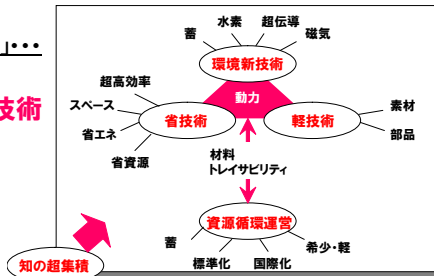 」・・・
技術
水素 超伝導
蓄 磁気
環境新技術
超高効率
動力
スペース
素材
省技術
軽技術
省エネ
部品
省資源
材料
トレイサビリティ
資源循環運営
蓄
希少・軽
標準化 国際化
知の超集積